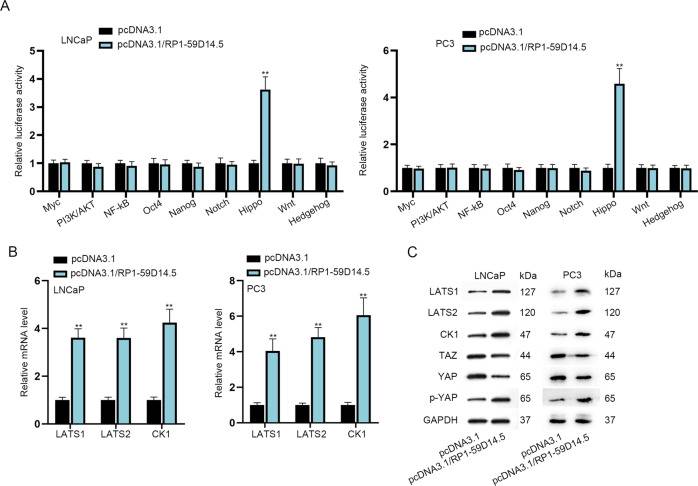 A
pcDNA3.1
LNCaP
pcDNA3.1/RP1-59D14.5
Relative luciferase activity
5
4
3
2
1
0
**
Myc
PI3K/AKT
NF-kB
Oct4
Nanog
Notch
Hippo
Wnt
Hedgehog
pcDNA3.1
PC3
pcDNA3.1/RP1-59D14.5
Relative luciferase activity
6
4
2
0
**
Myc
PI3K/AKT
NF-kB
Oct4
Nanog
Notch
Hippo
Wnt
Hedgehog
B
pcDNA3.1
pcDNA3.1/RP1-59D14.5
LNCaP
Relative mRNA level
6
4
2
0
** ** **
LATS1 LATS2 CK1
pcDNA3.1
pcDNA3.1/RP1-59D14.5
PC3
Relative mRNA level
8
6
4
2
0
** ** **
LATS1 LATS2 CK1
C
LNCaP kDa PC3 kDa
LATS1 127 127
LATS2 120 120
CK1 47 47
TAZ 44 44
YAP 65 65
p-YAP 65 65
GAPDH 37 37
pcDNA3.1
pcDNA3.1/RP1-59D14.5
pcDNA3.1
pcDNA3.1/RP1-59D14.5